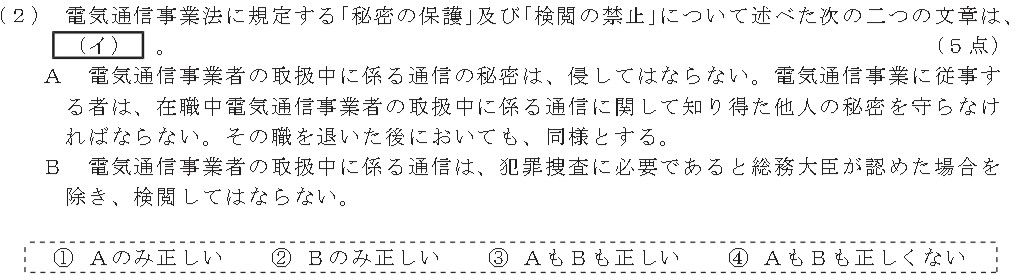 (2) 電気通信事業法に規定する「秘密の保護」及び「検閲の禁止」について述べた次の二つの文章は、
(イ) 。 (5点)
A 電気通信事業者の取扱中に係る通信の秘密は、侵してはならない。電気通信事業に従事す
る者は、在職中電気通信事業者の取扱中に係る通信に関して知り得た他人の秘密を守らなけ
ればならない。その職を退いた後においても、同様とする。
B 電気通信事業者の取扱中に係る通信は、犯罪捜査に必要であると総務大臣が認めた場合を
除き、検閲してはならない。
① Aのみ正しい ② Bのみ正しい ③ AもBも正しい ④ AもBも正しくない